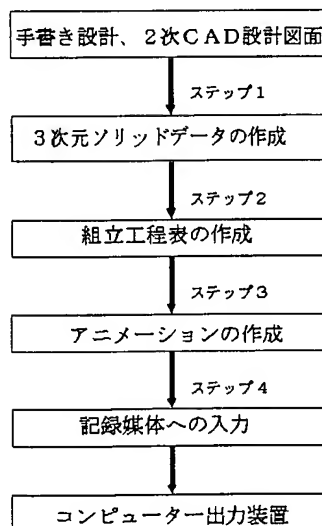 手書き設計、2次CAD設計図面
ステップ1
3次元ソリッドデータの作成
ステップ2
組立工程表の作成
ステップ3
アニメーションの作成
ステップ4
記録媒体への入力
コンピューター出力装置